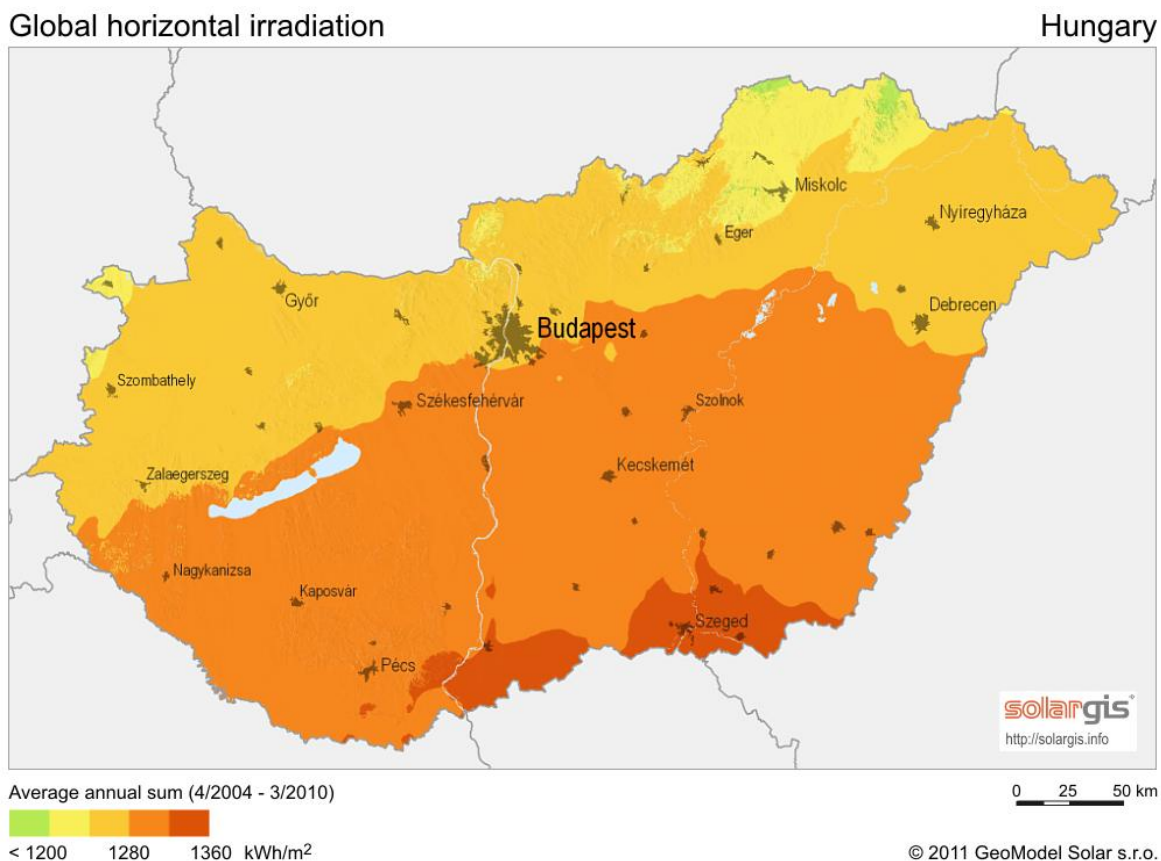 Global horizontal irradiation
Hungary
Miskolc
Nyíregyháza
Eger
Győr
Debrecen
Budapest
Szombathely
Székesfehérvár
Szolnok
Kecskemét
Zalaegerszeg
Nagykanizsa
Kaposvár
Szeged
Pécs
solargis
http://solargis.info
Average annual sum (4/2004 - 3/2010)
0 25 50 km
< 1200 1280 1360 kWh/m²
© 2011 GeoModel Solar s.r.o.